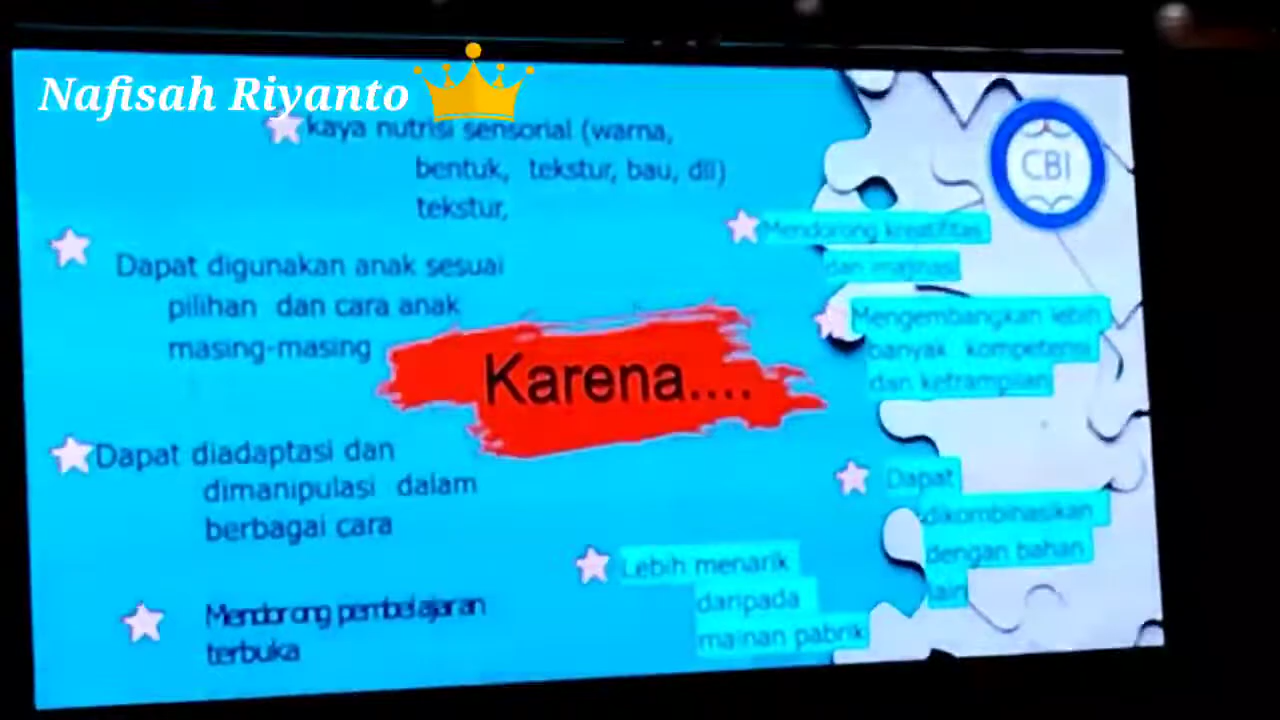 Nafisah Riyanto
kaya nutrisi sensorial (warna,
bentuk, tekstur, bau, dll)
tekstur,
Dapat digunakan anak sesuai
pilihan dan cara anak
masing-masing
Karena....
Dapat diadaptasi dan
dimanipulasi dalam
berbagai cara
Mendorong pembelajaran
terbuka
CBI
Mendorong kreatifitas
dan imajinasi
Mengembangkan lebih
banyak kompetensi
dan ketrampilan
Dapat
dikombinasikan
dengan bahan
lain
Lebih menarik
daripada
mainan pabrik